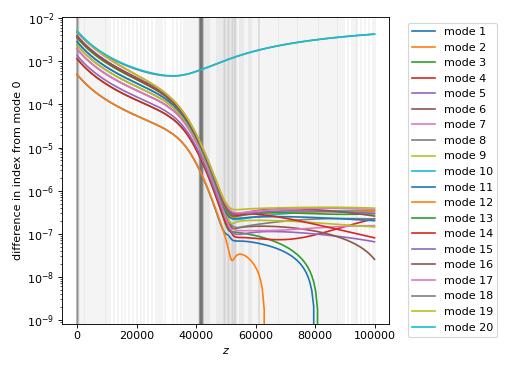 difference in index from mode 0
10⁻²
10⁻³
10⁻⁴
10⁻⁵
10⁻⁶
10⁻⁷
10⁻⁸
10⁻⁹
0 20000 40000 60000 80000 100000
z
mode 1
mode 2
mode 3
mode 4
mode 5
mode 6
mode 7
mode 8
mode 9
mode 10
mode 11
mode 12
mode 13
mode 14
mode 15
mode 16
mode 17
mode 18
mode 19
mode 20